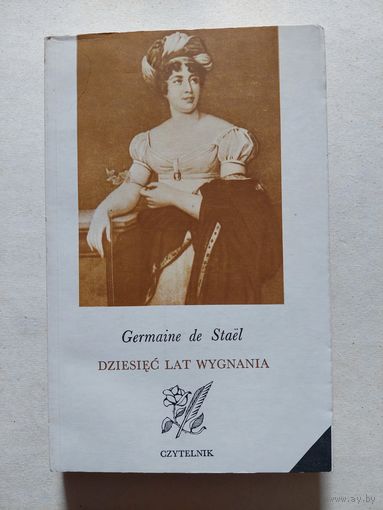 Germaine de Staël
DZIESIĘĆ LAT WYGNANIA
CZYTELNIK
www.ay.by